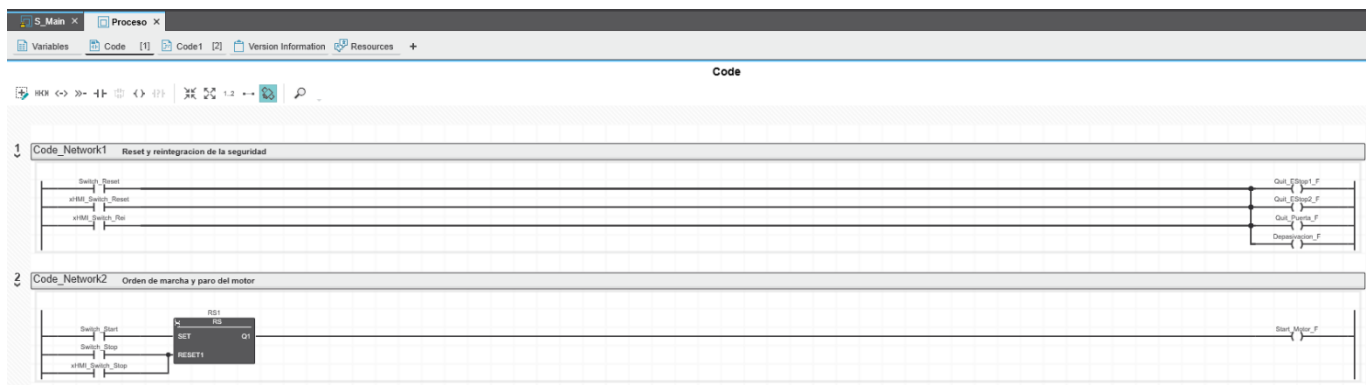 S_Main × Proceso ×
Variables Code [1] Code1 [2] Version Information Resources +
Code
1..2
1 Code_Network1 Reset y reintegracion de la seguridad
Switch_Reset Quit_EStop1_F
xHMI_Switch_Reset Quit_EStop2_F
xHMI_Switch_Rei Quit_Puerta_F
Depasivacion_F
2 Code_Network2 Orden de marcha y paro del motor
RS1
RS
Switch_Start SET Q1 Start_Motor_F
Switch_Stop RESET1
xHMI_Switch_Stop